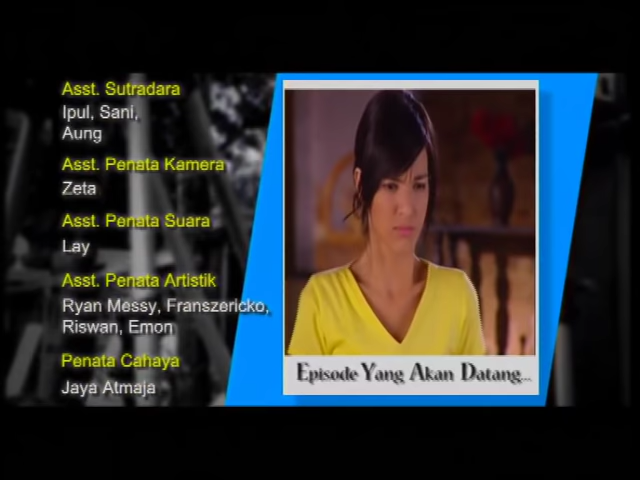 Asst. Sutradara
Ipul, Sani,
Aung
Asst. Penata Kamera
Zeta
Asst. Penata Suara
Lay
Asst. Penata Artistik
Ryan Messy, Franszericko,
Riswan, Emon
Penata Cahaya
Jaya Atmaja
Episode Yang Akan Datang...